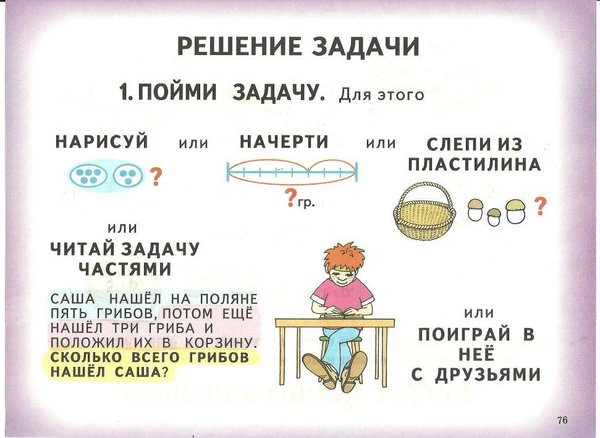 РЕШЕНИЕ ЗАДАЧИ
1. ПОЙМИ ЗАДАЧУ. Для этого
НАРИСУЙ или НАЧЕРТИ или СЛЕПИ ИЗ
ПЛАСТИЛИНА
?
?гр.
?
или
ЧИТАЙ ЗАДАЧУ
ЧАСТЯМИ
САША НАШЁЛ НА ПОЛЯНЕ
ПЯТЬ ГРИБОВ, ПОТОМ ЕЩЁ
НАШЁЛ ТРИ ГРИБА И
ПОЛОЖИЛ ИХ В КОРЗИНУ.
СКОЛЬКО ВСЕГО ГРИБОВ
НАШЁЛ САША?
или
ПОИГРАЙ В
НЕЁ
С ДРУЗЬЯМИ
76